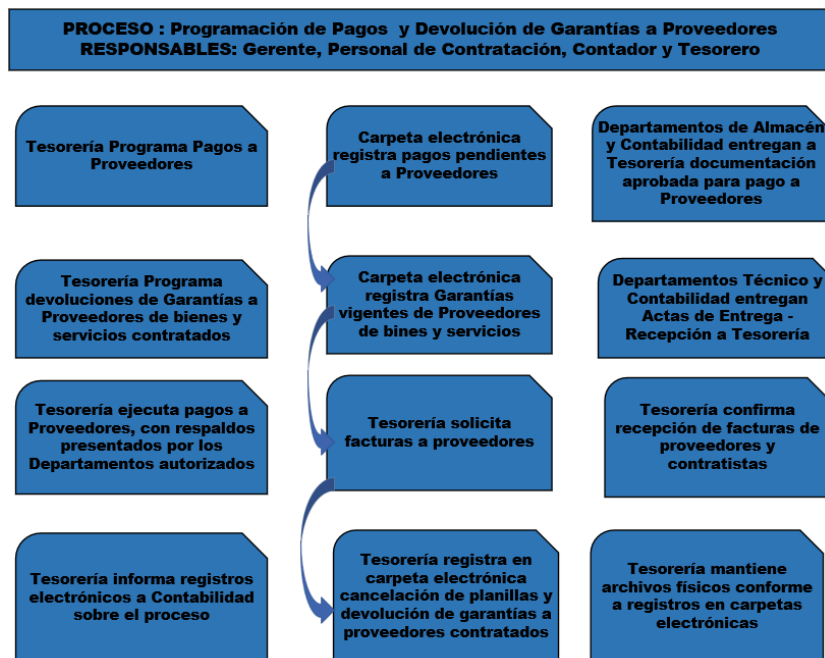 PROCESO : Programación de Pagos y Devolución de Garantías a Proveedores
RESPONSABLES: Gerente, Personal de Contratación, Contador y Tesorero
Tesorería Programa Pagos a
Proveedores
Carpeta electrónica
registra pagos pendientes
a Proveedores
Departamentos de Almacén
y Contabilidad entregan a
Tesorería documentación
aprobada para pago a
Proveedores
Tesorería Programa
devoluciones de Garantías a
Proveedores de bienes y
servicios contratados
Carpeta electrónica
registra Garantías
vigentes de Proveedores
de bines y servicios
Departamentos Técnico y
Contabilidad entregan
Actas de Entrega -
Recepción a Tesorería
Tesorería ejecuta pagos a
Proveedores, con respaldos
presentados por los
Departamentos autorizados
Tesorería solicita
facturas a proveedores
Tesorería confirma
recepción de facturas de
proveedores y
contratistas
Tesorería informa registros
electrónicos a Contabilidad
sobre el proceso
Tesorería registra en
carpeta electrónica
cancelación de planillas y
devolución de garantías a
proveedores contratados
Tesorería mantiene
archivos físicos conforme
a registros en carpetas
electrónicas